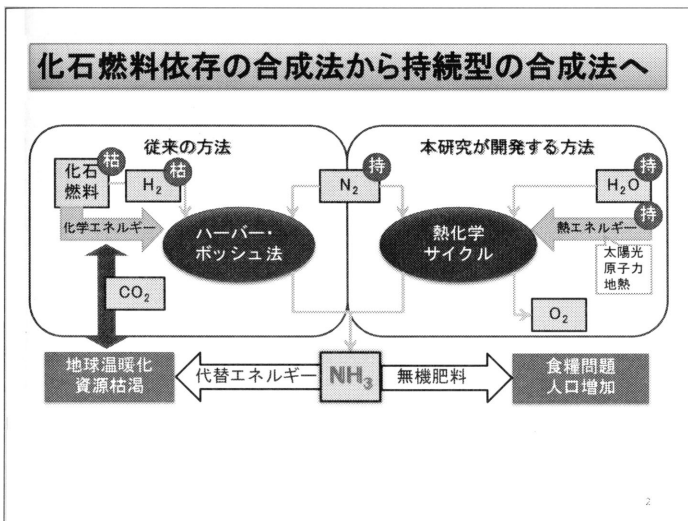 化石燃料依存の合成法から持続型の合成法へ
従来の方法
本研究が開発する方法
化石
燃料
枯
H₂
枯
N₂
持
H₂O
持
化学エネルギー
ハーバー・
ボッシュ法
熱化学
サイクル
熱エネルギー
持
太陽光
原子力
地熱
CO₂
O₂
地球温暖化
資源枯渇
代替エネルギー
NH₃
無機肥料
食糧問題
人口増加
2